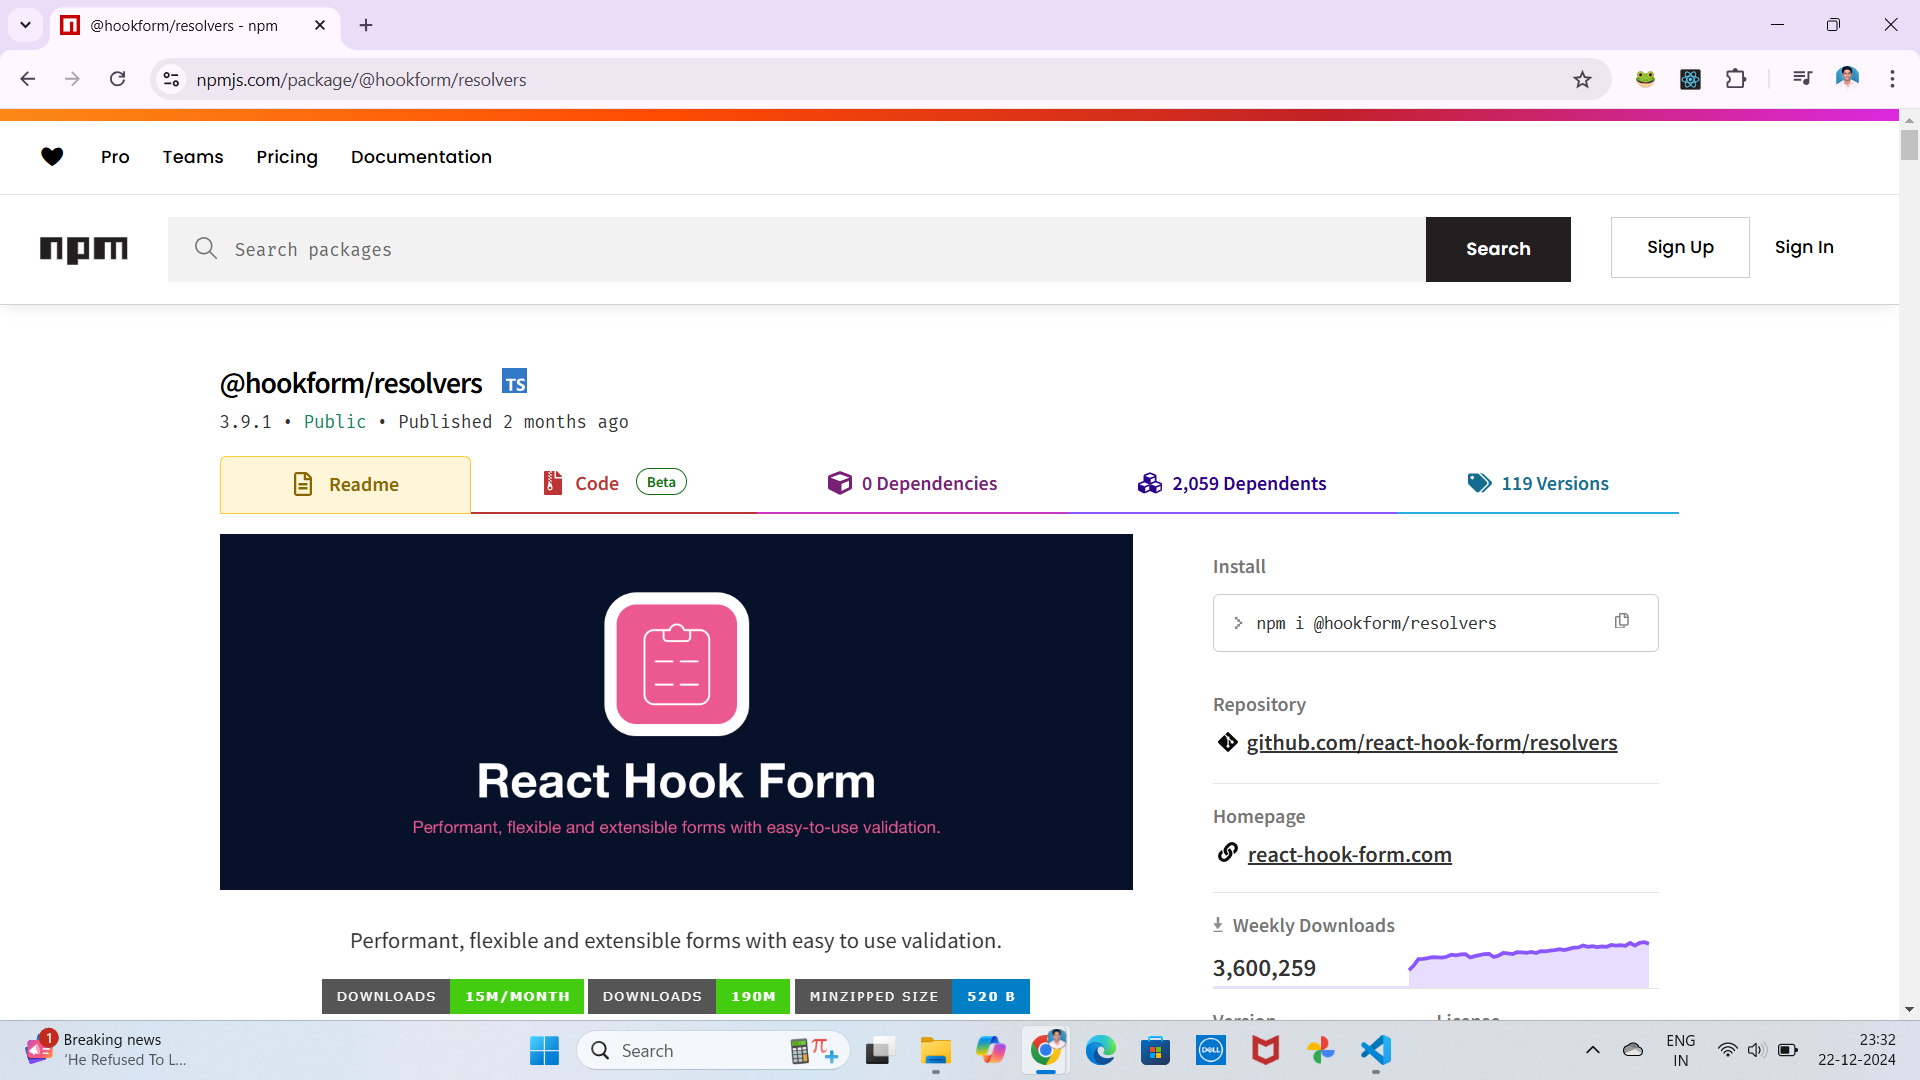 @hookform/resolvers - npm
npmjs.com/package/@hookform/resolvers
Pro Teams Pricing Documentation
npm
Search packages
Search
Sign Up
Sign In
@hookform/resolvers TS
3.9.1 • Public • Published 2 months ago
Readme
Code Beta
0 Dependencies
2,059 Dependents
119 Versions
React Hook Form
Performant, flexible and extensible forms with easy-to-use validation.
Performant, flexible and extensible forms with easy to use validation.
DOWNLOADS 15M/MONTH DOWNLOADS 190M MINZIPPED SIZE 520 B
Install
> npm i @hookform/resolvers
Repository
github.com/react-hook-form/resolvers
Homepage
react-hook-form.com
Weekly Downloads
3,600,259
Version License
1
Breaking news
'He Refused To L...
Search
DELL
ENG
IN
23:32
22-12-2024